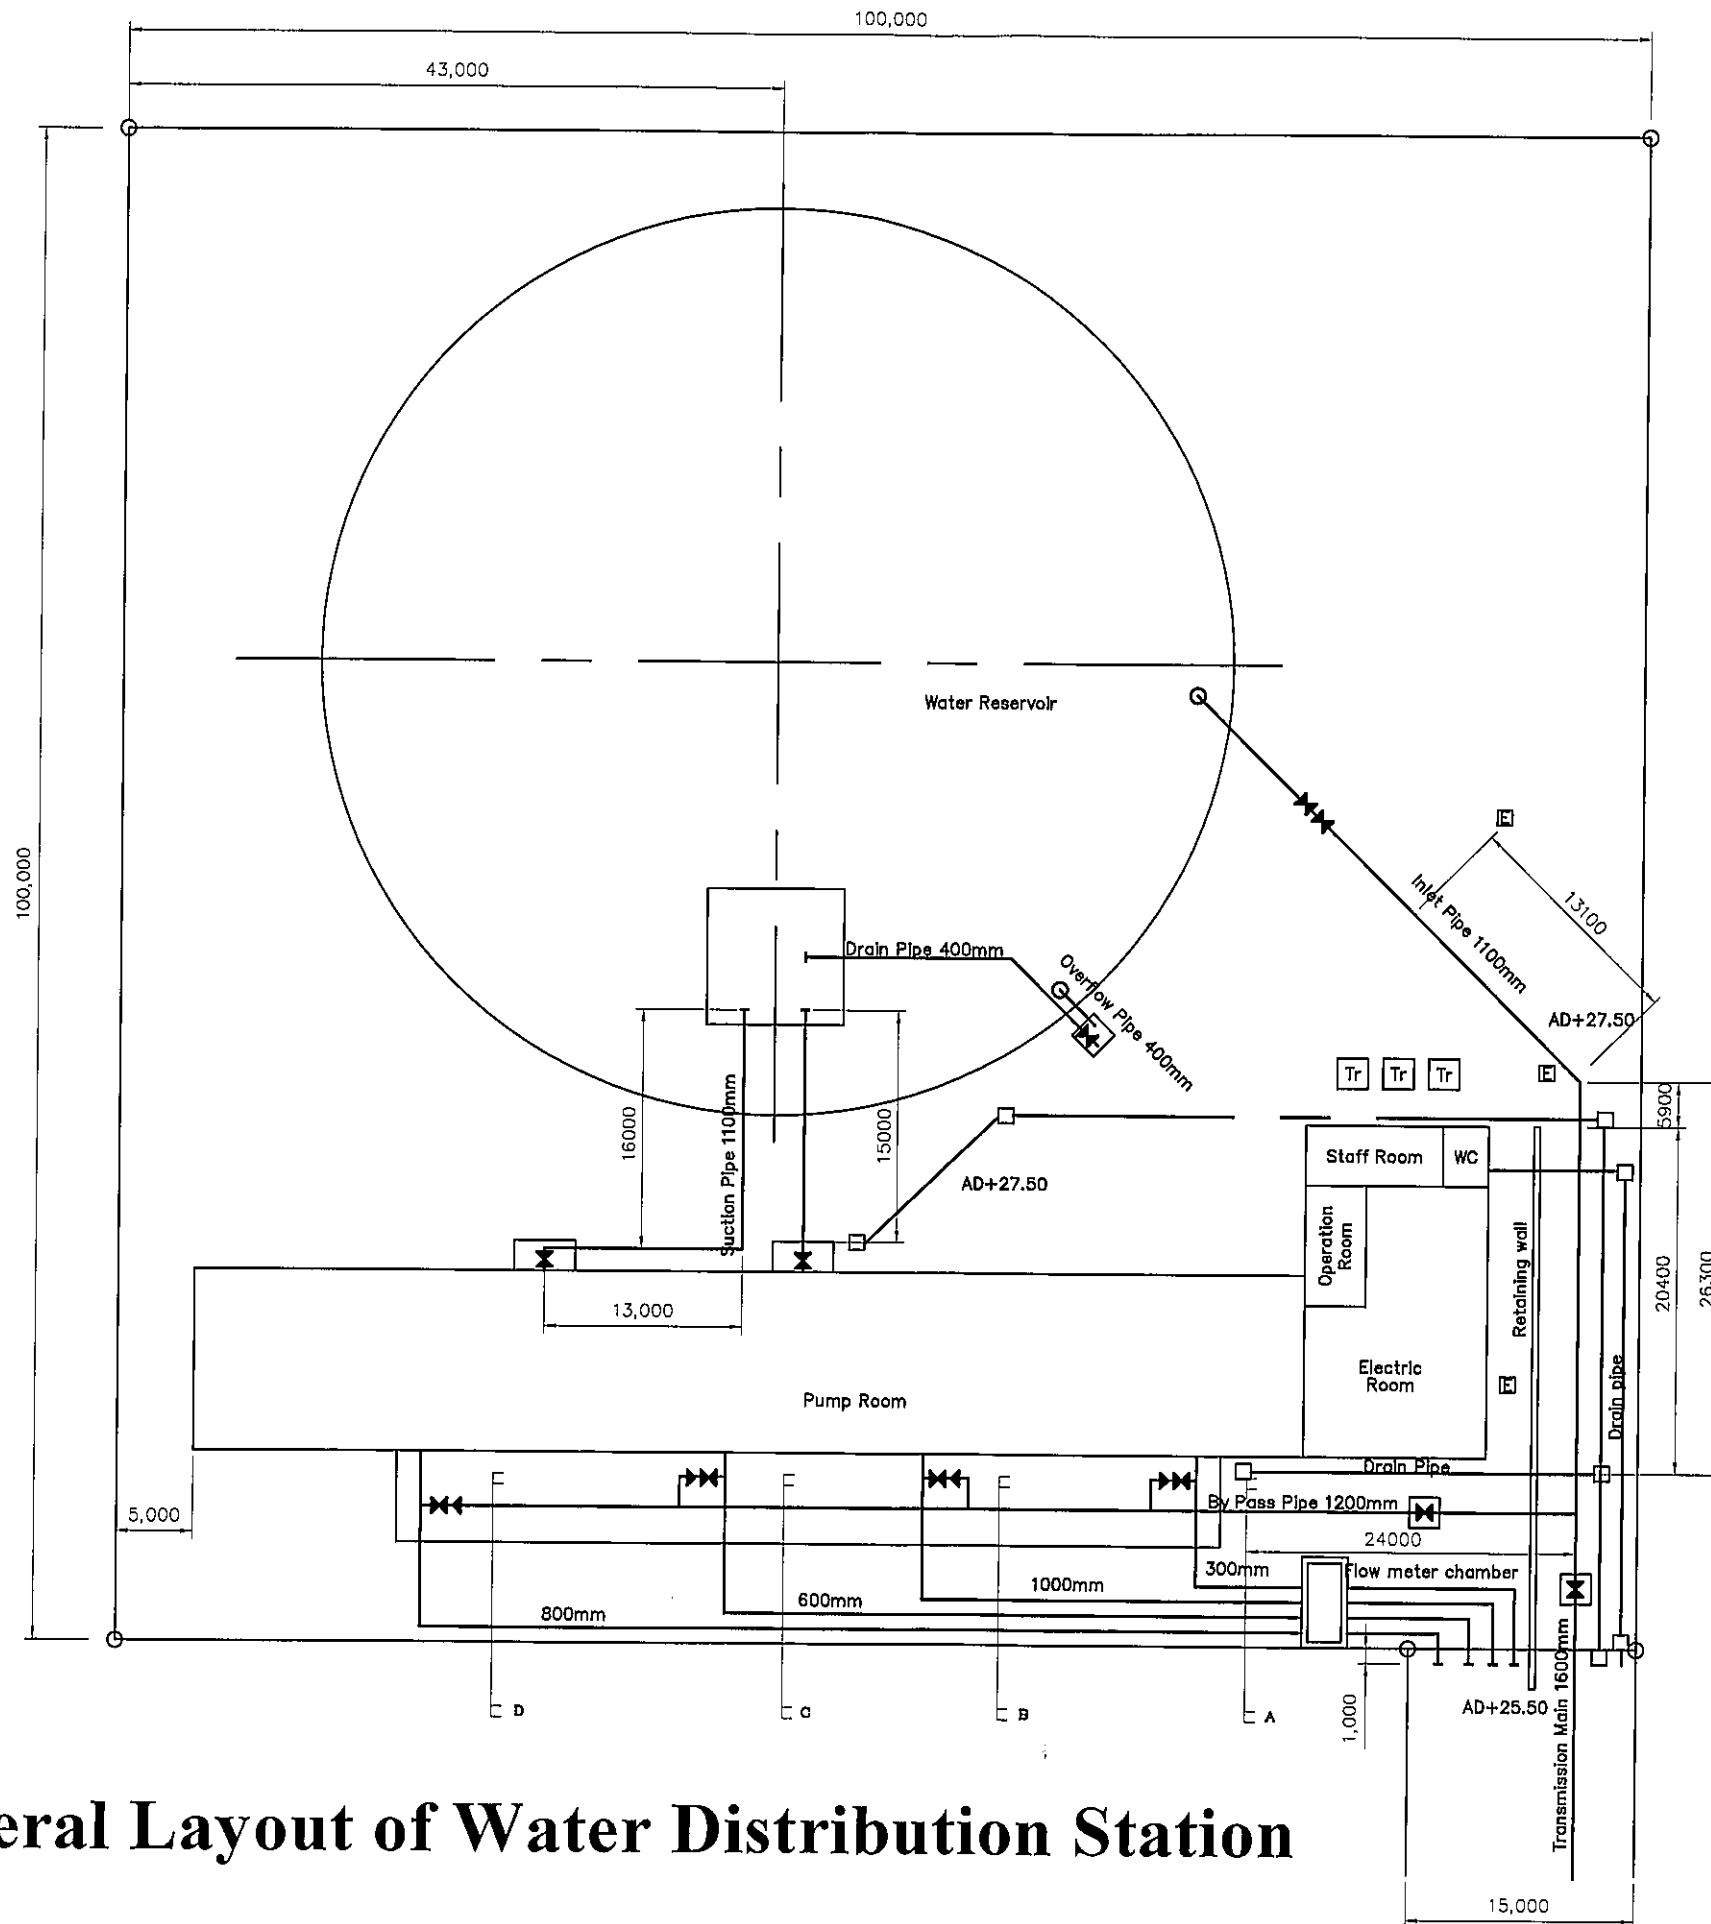 100,000
43,000
100,000
Water Reservoir
E
13100
Inlet Pipe 1100mm
Drain Pipe 400mm
Overflow Pipe 400mm
AD+27.50
Tr Tr Tr E
5900
16000
Suction Pipe 1100mm
15000
AD+27.50
Staff Room WC
Operation
Room
Retaining wall
20400
26300
13,000
Pump Room
Electric
Room
E
Drain pipe
Drain Pipe
By Pass Pipe 1200mm
5,000
24000
300mm
Flow meter chamber
1000mm
600mm
800mm
D
C
B
A
1,000
AD+25.50
Transmission Main 1600mm
eral Layout of Water Distribution Station
15,000